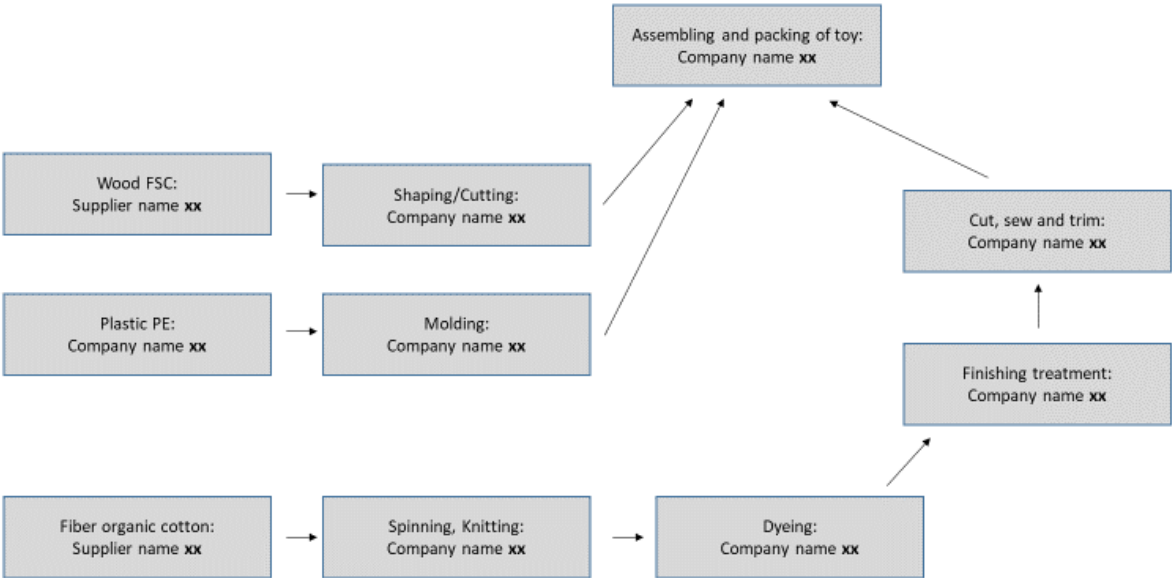 Assembling and packing of toy:
Company name xx
Wood FSC:
Supplier name xx
Shaping/Cutting:
Company name xx
Cut, sew and trim:
Company name xx
Plastic PE:
Company name xx
Molding:
Company name xx
Finishing treatment:
Company name xx
Fiber organic cotton:
Supplier name xx
Spinning, Knitting:
Company name xx
Dyeing:
Company name xx